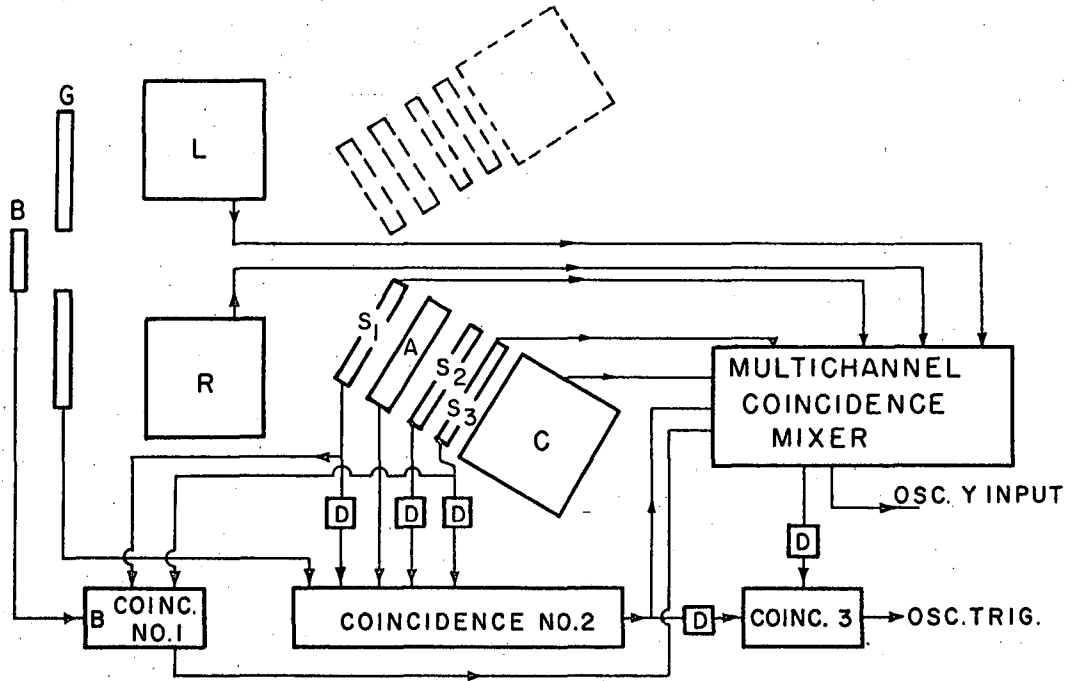 G
L
B
S1
A
S2
S3
R
C
MULTICHANNEL
COINCIDENCE
MIXER
OSC. Y INPUT
D
D
D
D
B
COINC.
NO.1
COINCIDENCE NO.2
D
COINC. 3
OSC.TRIG.